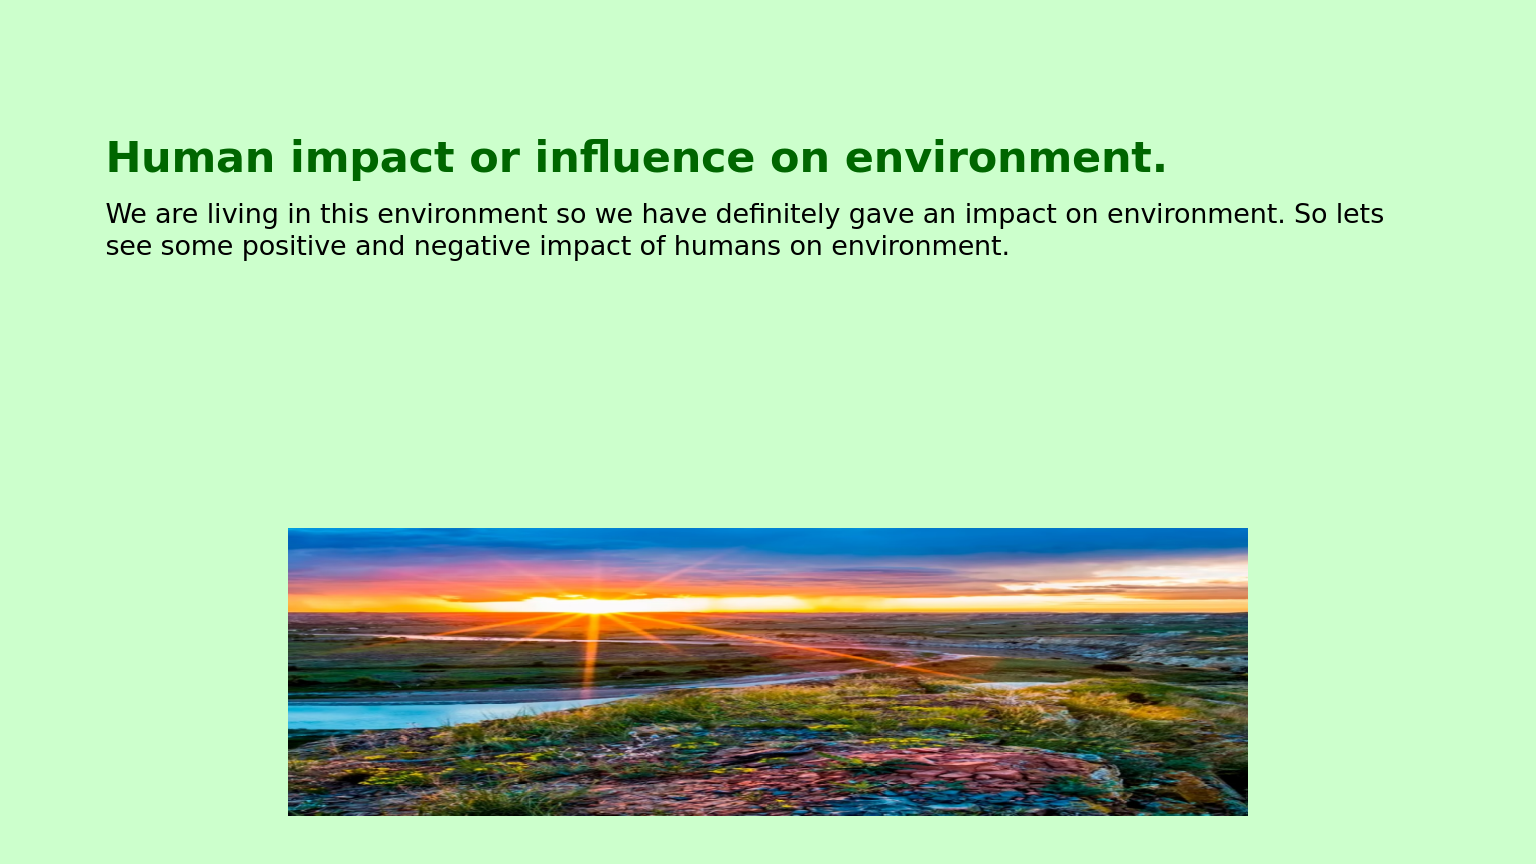 Human impact or influence on environment.
We are living in this environment so we have definitely gave an impact on environment. So lets
see some positive and negative impact of humans on environment.